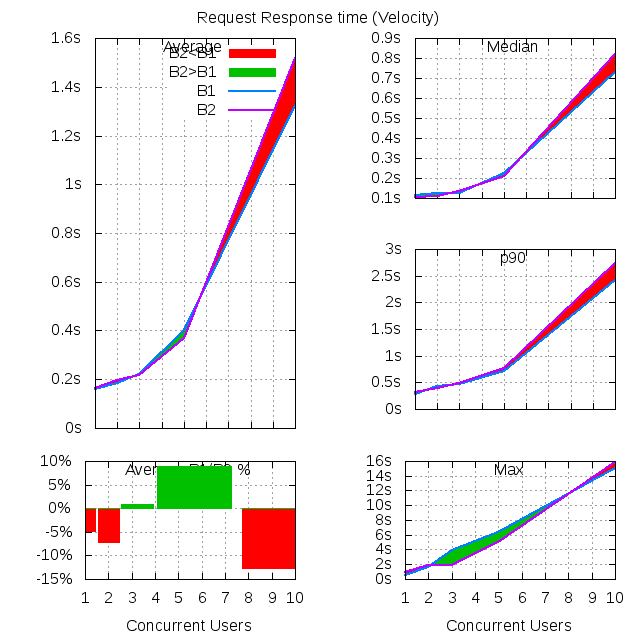 Request Response time (Velocity)
Average
B2<B1
B2>B1
B1
B2
1.6s
1.4s
1.2s
1s
0.8s
0.6s
0.4s
0.2s
0s
Median
0.9s
0.8s
0.7s
0.6s
0.5s
0.4s
0.3s
0.2s
0.1s
p90
3s
2.5s
2s
1.5s
1s
0.5s
0s
%
10%
5%
0%
-5%
-10%
-15%
1 2 3 4 5 6 7 8 9 10
Concurrent Users
Max
16s
14s
12s
10s
8s
6s
4s
2s
0s
1 2 3 4 5 6 7 8 9 10
Concurrent Users